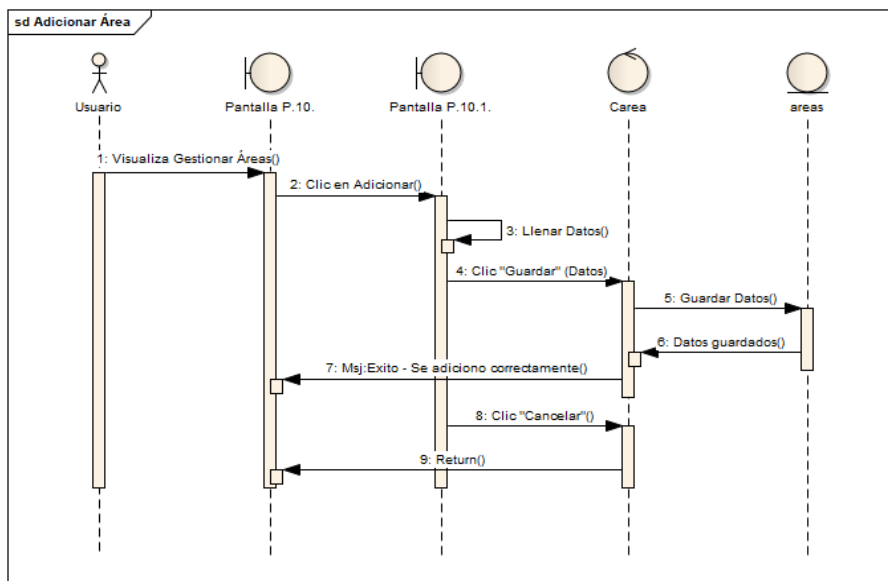 sd Adicionar Área
Usuario
Pantalla P.10.
Pantalla P.10.1.
Carea
areas
1: Visualiza Gestionar Áreas()
2: Clic en Adicionar()
3: Llenar Datos()
4: Clic "Guardar" (Datos)
5: Guardar Datos()
6: Datos guardados()
7: Msj:Exito - Se adiciono correctamente()
8: Clic "Cancelar"()
9: Return()